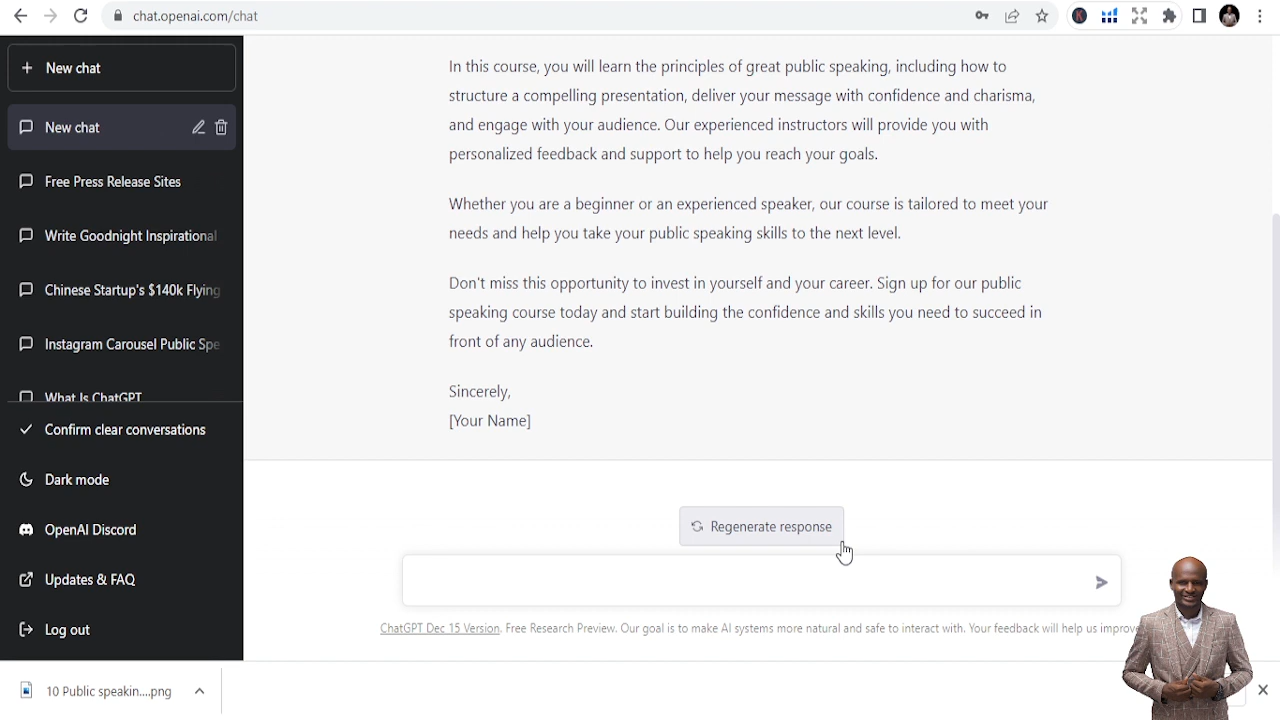 chat.openai.com/chat
New chat
New chat
Free Press Release Sites
Write Goodnight Inspirational
Chinese Startup's $140k Flying
Instagram Carousel Public Spe
What Is ChatGPT
Confirm clear conversations
Dark mode
OpenAI Discord
Updates & FAQ
Log out
In this course, you will learn the principles of great public speaking, including how to
structure a compelling presentation, deliver your message with confidence and charisma,
and engage with your audience. Our experienced instructors will provide you with
personalized feedback and support to help you reach your goals.
Whether you are a beginner or an experienced speaker, our course is tailored to meet your
needs and help you take your public speaking skills to the next level.
Don't miss this opportunity to invest in yourself and your career. Sign up for our public
speaking course today and start building the confidence and skills you need to succeed in
front of any audience.
Sincerely,
[Your Name]
Regenerate response
ChatGPT Dec 15 Version. Free Research Preview. Our goal is to make AI systems more natural and safe to interact with. Your feedback will help us improve
10 Public speakin....png